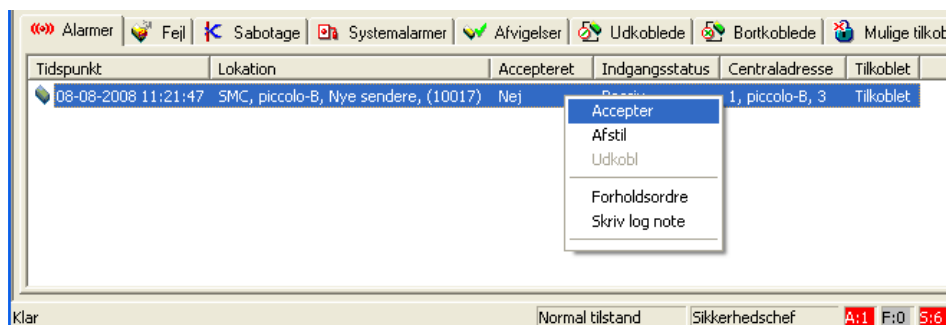 Alarmer Fejl Sabotage Systemalarmer Afvigelser Udkoblede Bortkoblede Mulige tilkob
Tidspunkt Lokation Accepteret Indgangsstatus Centraladresse Tilkoblet
08-08-2008 11:21:47 SMC, piccolo-B, Nye sendere, (10017) Nej 1, piccolo-B, 3 Tilkoblet
Accepter
Afstil
Udkobl
Forholdsordre
Skriv log note
Klar Normal tilstand Sikkerhedschef A:1 F:0 S:6